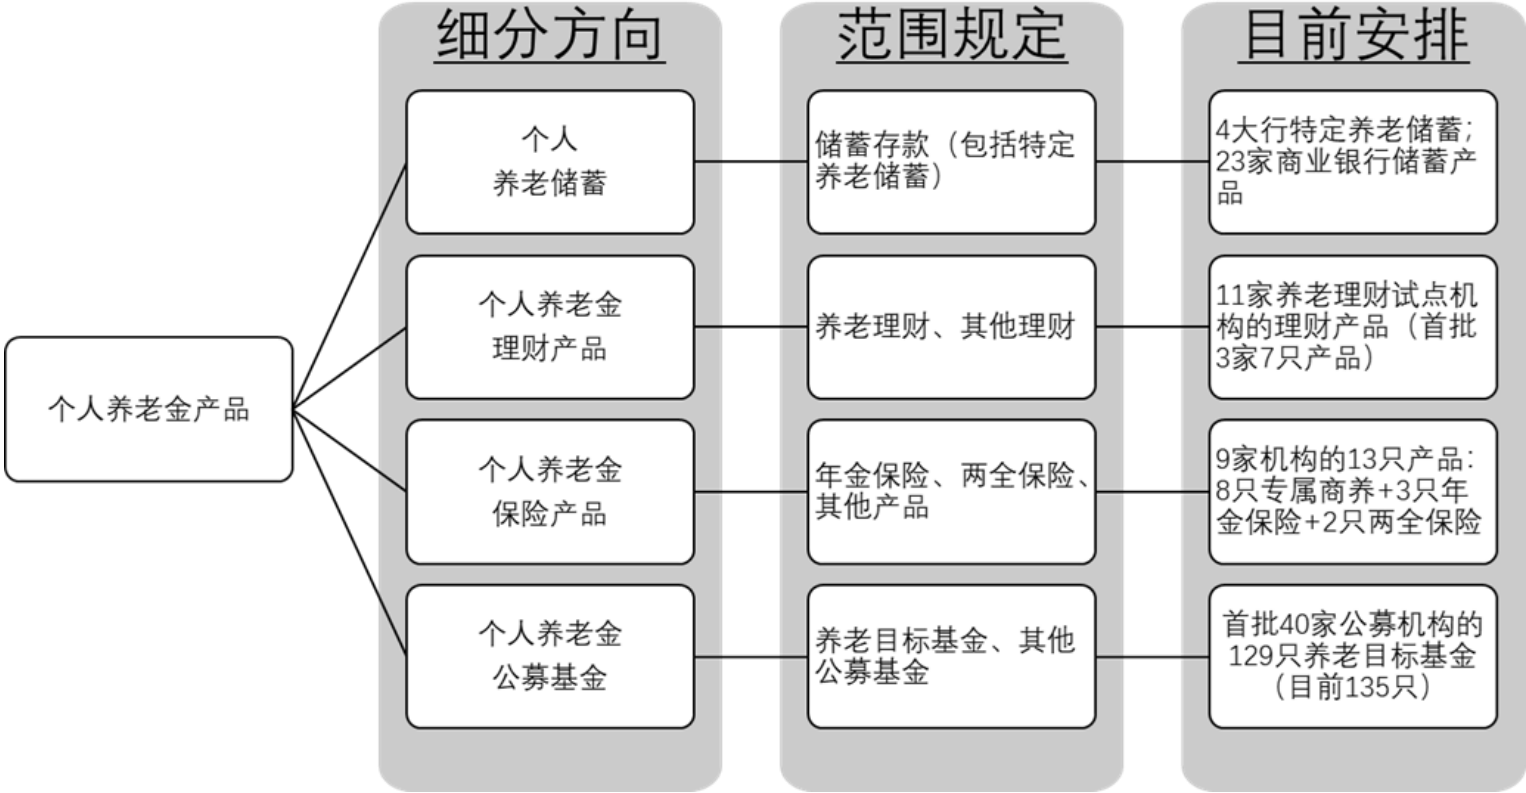 细分方向
范围规定
目前安排
个人养老金产品
个人
养老储蓄
储蓄存款（包括特定
养老储蓄）
4大行特定养老储蓄；
23家商业银行储蓄产
品
个人养老金
理财产品
养老理财、其他理财
11家养老理财试点机
构的理财产品（首批
3家7只产品）
个人养老金
保险产品
年金保险、两全保险、
其他产品
9家机构的13只产品：
8只专属商养+3只年
金保险+2只两全保险
个人养老金
公募基金
养老目标基金、其他
公募基金
首批40家公募机构的
129只养老目标基金
（目前135只）